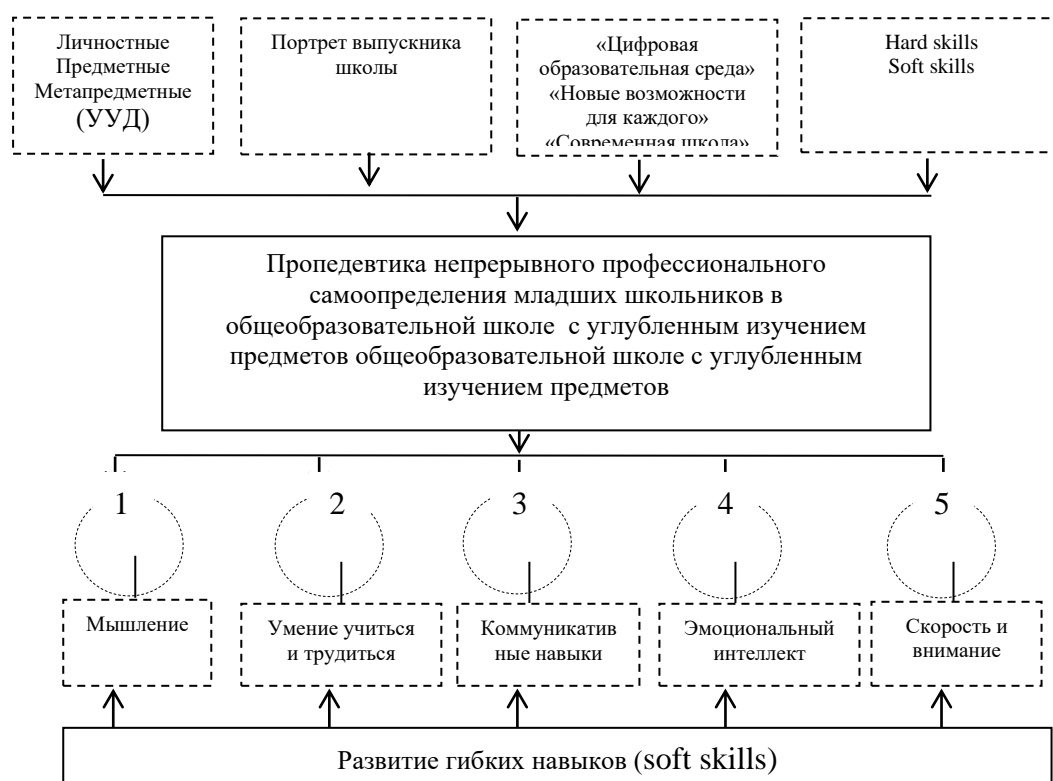 Личностные
Предметные
Метапредметные
(УУД)
Портрет выпускника
школы
«Цифровая
образовательная среда»
«Новые возможности
для каждого»
«Современная школа»
Hard skills
Soft skills
Пропедевтика непрерывного профессионального
самоопределения младших школьников в
общеобразовательной школе с углубленным изучением
предметов общеобразовательной школе с углубленным
изучением предметов
1
2
3
4
5
Мышление
Умение учиться
и трудиться
Коммуникатив
ные навыки
Эмоциональный
интеллект
Скорость и
внимание
Развитие гибких навыков (soft skills)